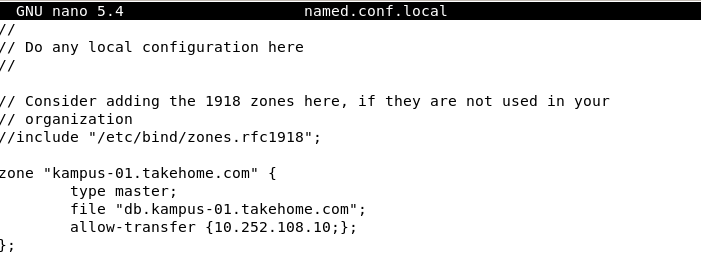 GNU nano 5.4 named.conf.local
//
// Do any local configuration here
//
// Consider adding the 1918 zones here, if they are not used in your
// organization
//include "/etc/bind/zones.rfc1918";
zone "kampus-01.takehome.com" {
type master;
file "db.kampus-01.takehome.com";
allow-transfer {10.252.108.10;};
};